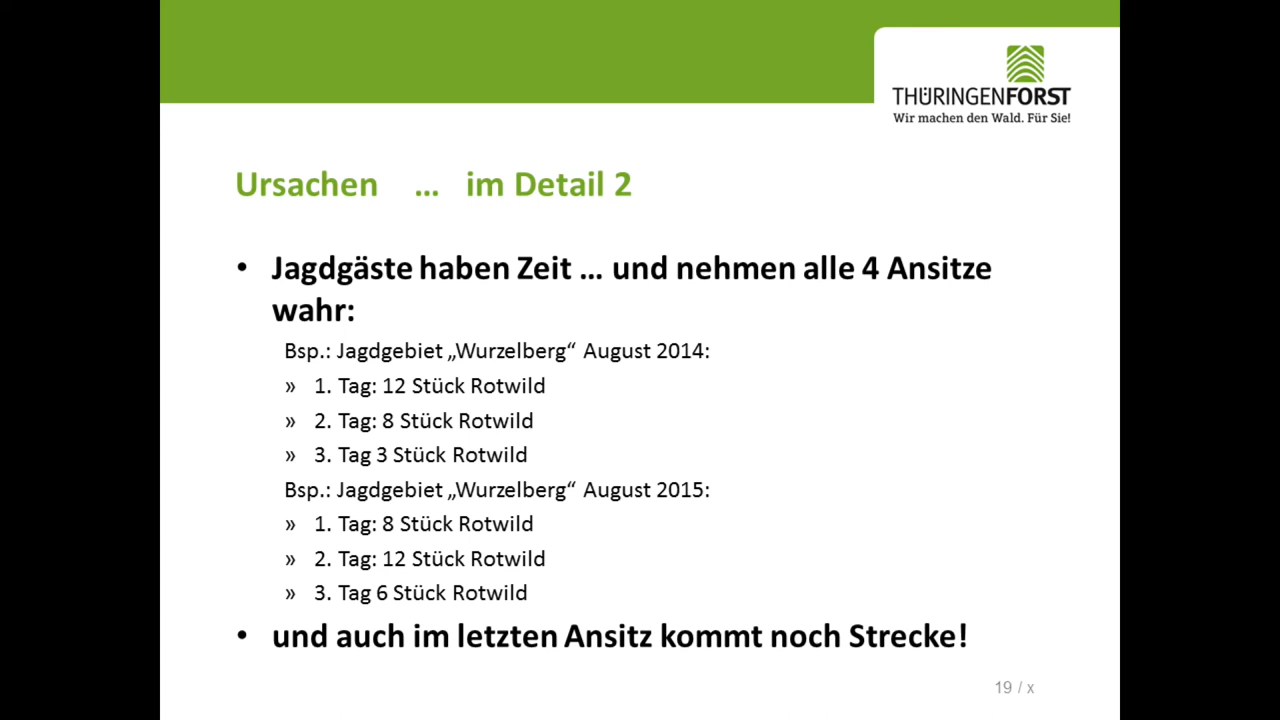 THÜRINGENFORST
Wir machen den Wald. Für Sie!
Ursachen … im Detail 2
• Jagdgäste haben Zeit … und nehmen alle 4 Ansitze
wahr:
Bsp.: Jagdgebiet „Wurzelberg“ August 2014:
» 1. Tag: 12 Stück Rotwild
» 2. Tag: 8 Stück Rotwild
» 3. Tag 3 Stück Rotwild
Bsp.: Jagdgebiet „Wurzelberg“ August 2015:
» 1. Tag: 8 Stück Rotwild
» 2. Tag: 12 Stück Rotwild
» 3. Tag 6 Stück Rotwild
• und auch im letzten Ansitz kommt noch Strecke!
19 / x